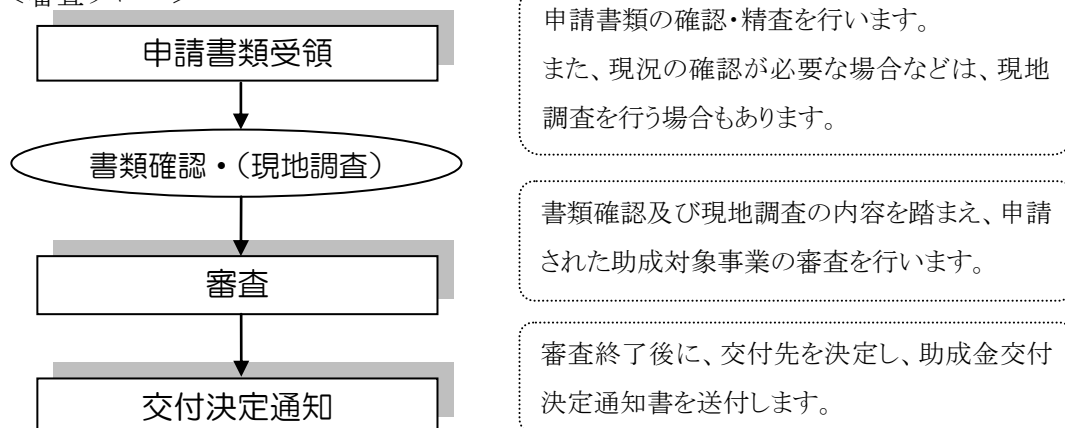 申請書類受領
書類確認・(現地調査)
審査
交付決定通知
申請書類の確認・精査を行います。
また、現況の確認が必要な場合などは、現地
調査を行う場合もあります。
書類確認及び現地調査の内容を踏まえ、申請
された助成対象事業の審査を行います。
審査終了後に、交付先を決定し、助成金交付
決定通知書を送付します。